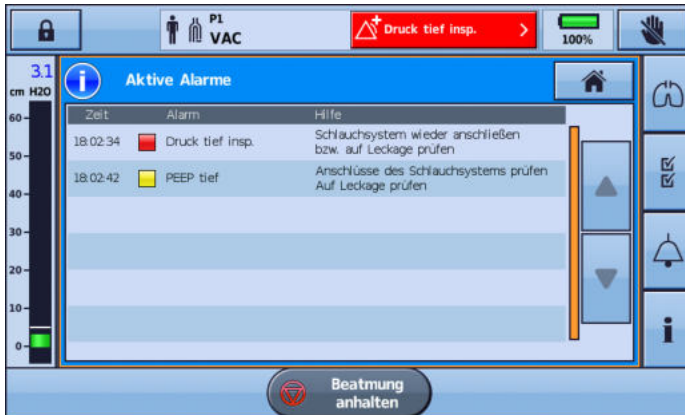 P1
VAC
Druck tief insp.
100%
3.1
cm H2O
60
50
40
30
20
10
0
Aktive Alarme
Zeit Alarm Hilfe
18:02:34 Druck tief insp. Schlauchsystem wieder anschließen
bzw. auf Leckage prüfen
18:02:42 PEEP tief Anschlüsse des Schlauchsystems prüfen
Auf Leckage prüfen
Beatmung
anhalten